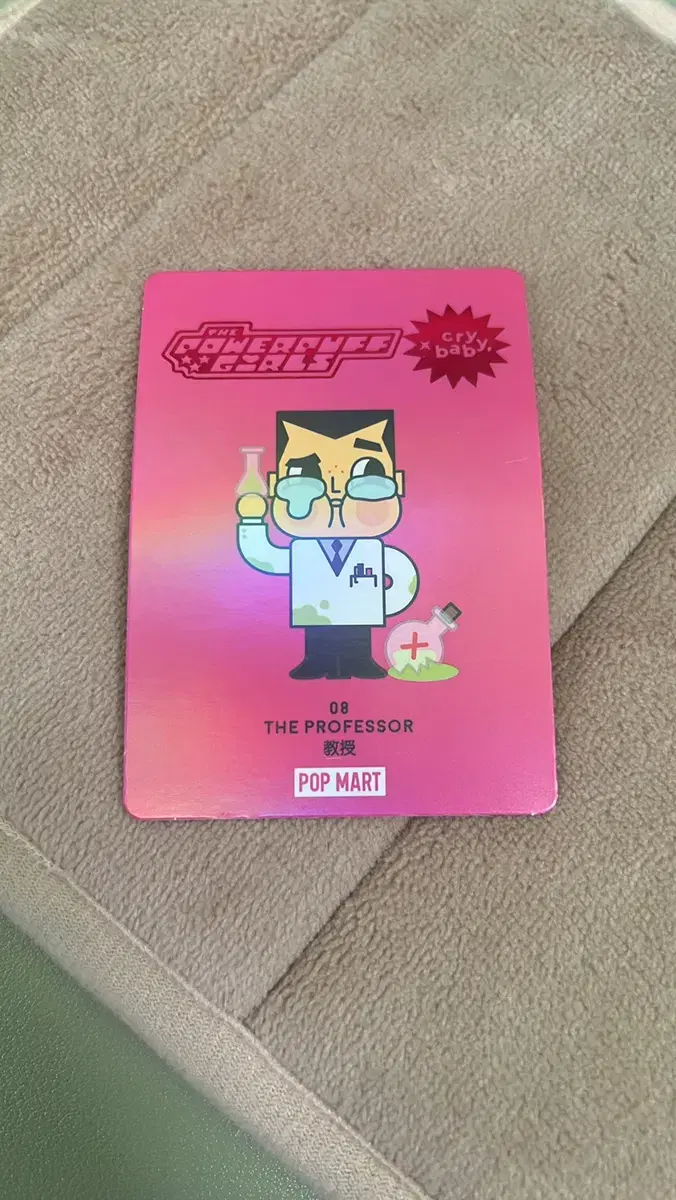 THE
POWERPUFF
GIRLS
× cry
baby,
08
THE PROFESSOR
教授
POP MART